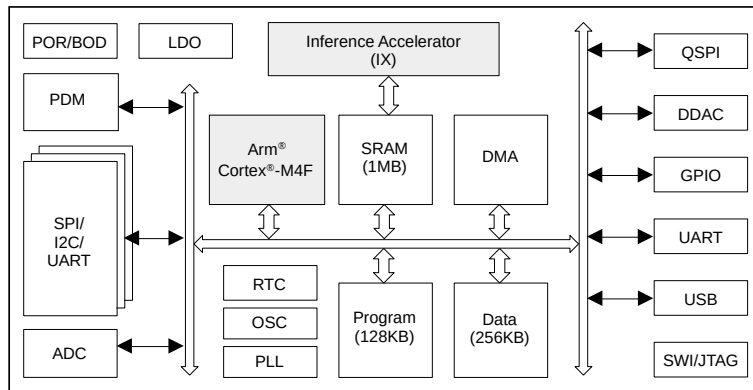 POR/BOD
LDO
Inference Accelerator
(IX)
QSPI
PDM
DDAC
Arm®
Cortex®-M4F
SRAM
(1MB)
DMA
GPIO
SPI/
I2C/
UART
UART
RTC
OSC
PLL
Program
(128KB)
Data
(256KB)
USB
ADC
SWI/JTAG